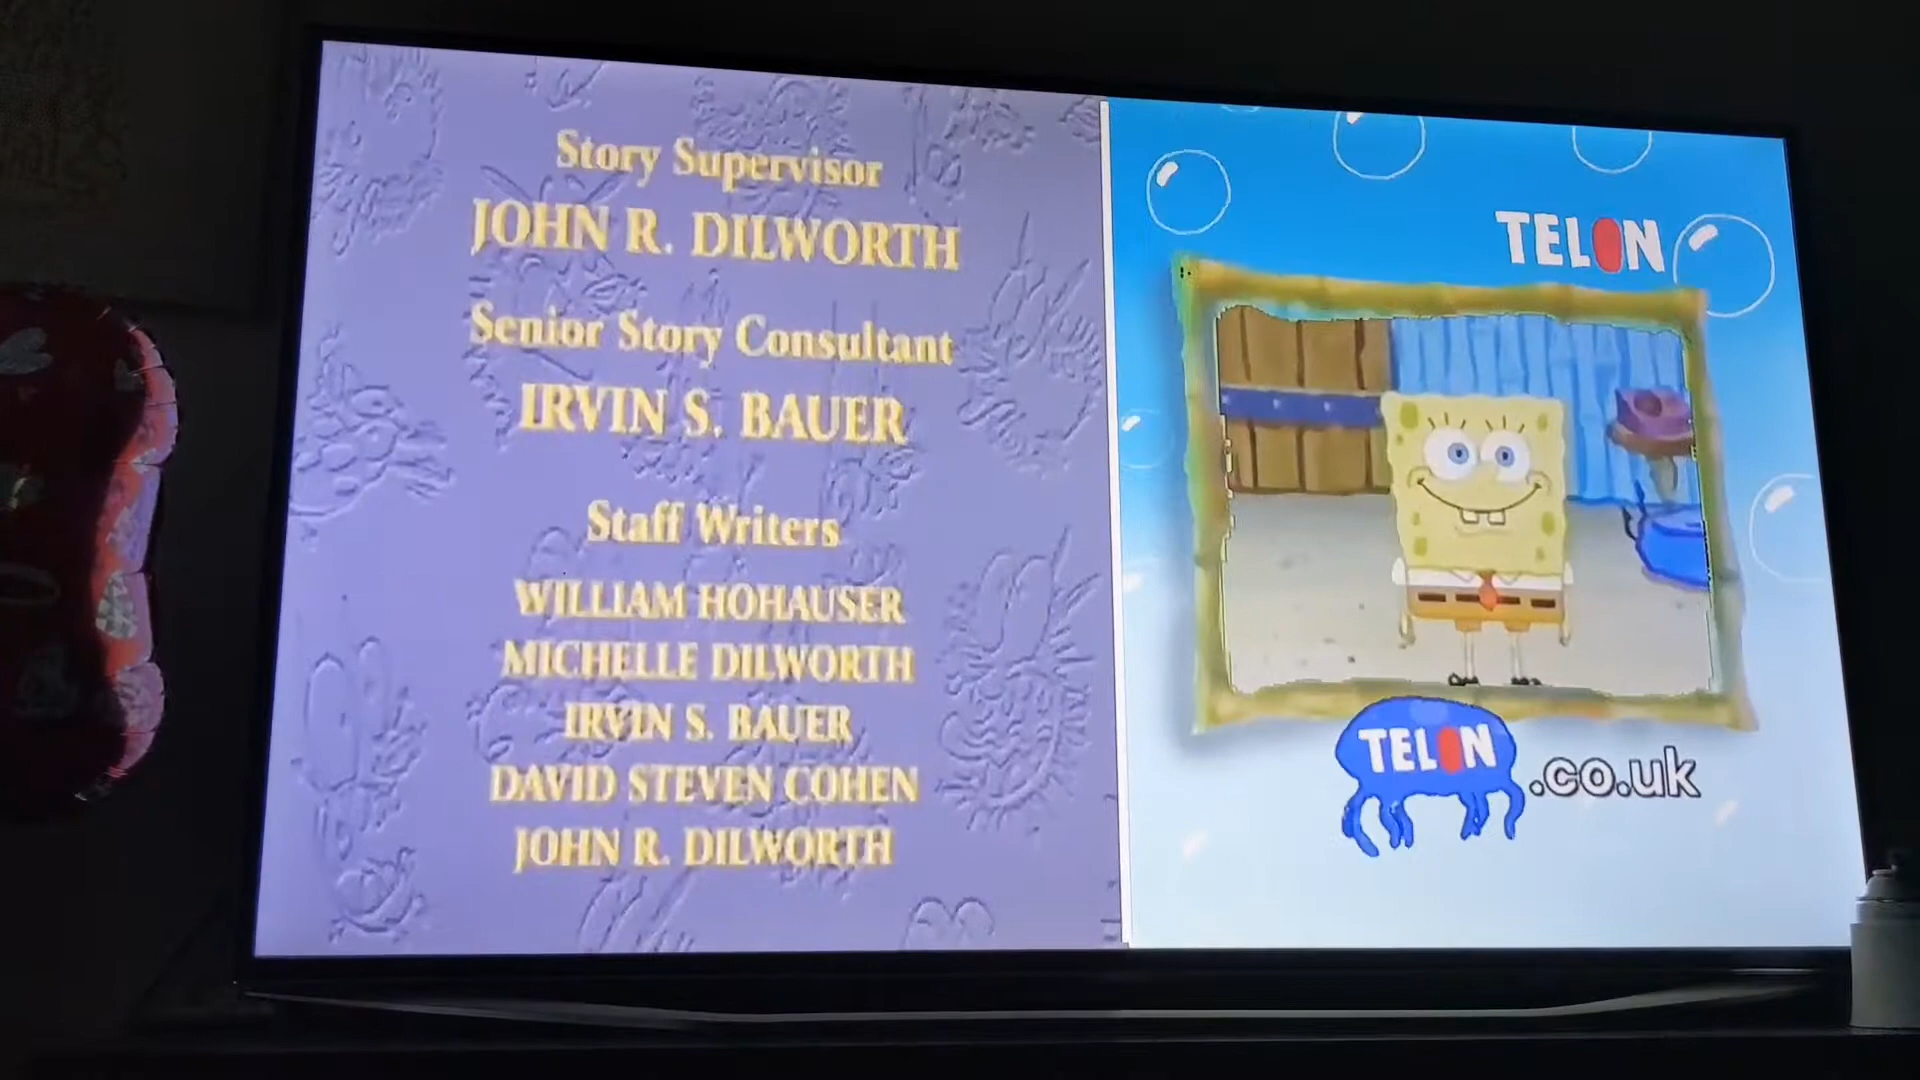 Story Supervisor
JOHN R. DILWORTH
Senior Story Consultant
IRVIN S. BAUER
Staff Writers
WILLIAM HOHAUSER
MICHELLE DILWORTH
IRVIN S. BAUER
DAVID STEVEN COHEN
JOHN R. DILWORTH
TELON
TELON.co.uk